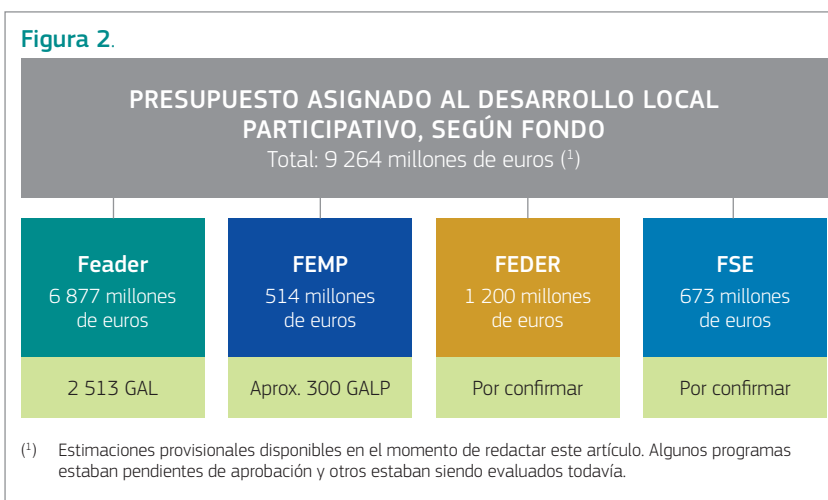 Figura 2.
PRESUPUESTO ASIGNADO AL DESARROLLO LOCAL
PARTICIPATIVO, SEGÚN FONDO
Total: 9 264 millones de euros (¹)
Feader
6 877 millones
de euros
2 513 GAL
FEMP
514 millones
de euros
Aprox. 300 GALP
FEDER
1 200 millones
de euros
Por confirmar
FSE
673 millones
de euros
Por confirmar
(¹) Estimaciones provisionales disponibles en el momento de redactar este artículo. Algunos programas
estaban pendientes de aprobación y otros estaban siendo evaluados todavía.